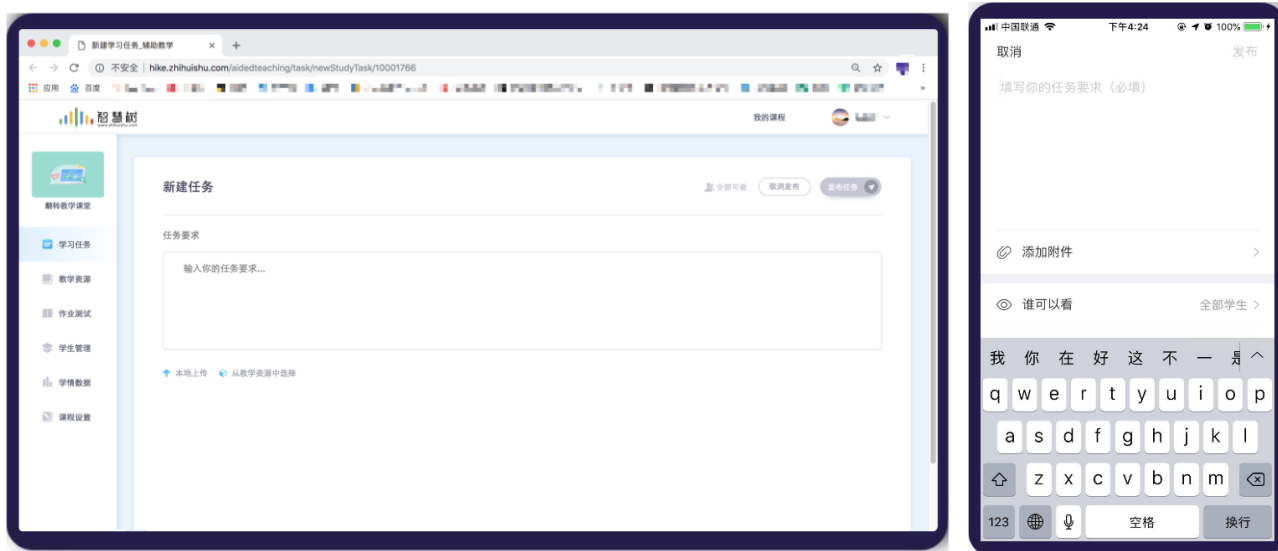 新建学习任务_辅助教学
不安全 | hike.zhihuishu.com/aidedteaching/task/newStudyTask/10001766
应用 百度
智慧树
我的课程
翻转教学课堂
学习任务
教学资源
作业测试
学生管理
学情数据
课程设置
新建任务
全部可看 取消发布 发布任务
任务要求
输入你的任务要求...
本地上传 从教学资源中选择
中国联通 下午4:24 100%
取消 发布
填写你的任务要求（必填）
添加附件
谁可以看 全部学生
我 你 在 好 这 不 一 是
q w e r t y u i o p
a s d f g h j k l
z x c v b n m
123 空格 换行